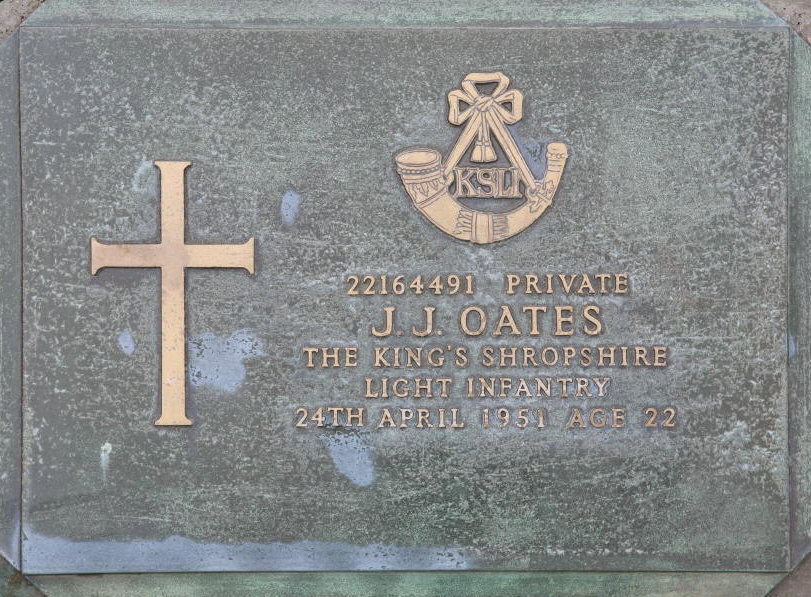 KSLI
22164491 PRIVATE
J. J. OATES
THE KING'S SHROPSHIRE
LIGHT INFANTRY
24TH APRIL 1951 AGE 22